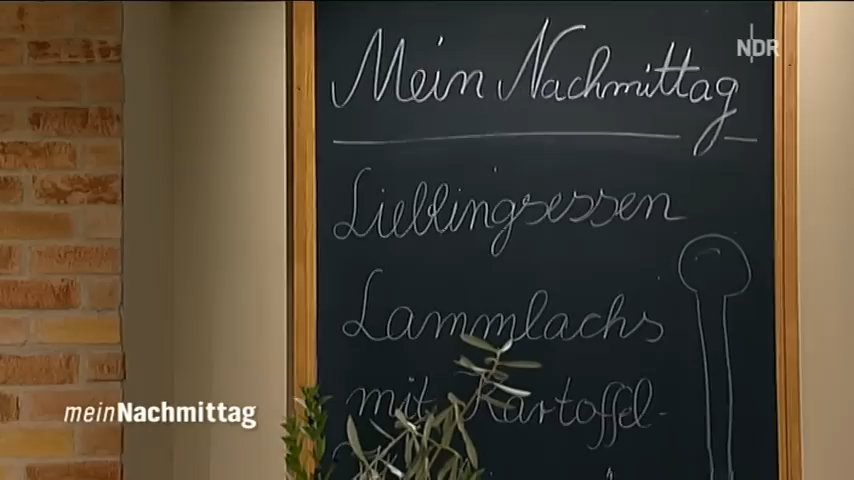 NDR
Mein Nachmittag
Lieblingsessen
Lammlachs
mit Kartoffel-
meinNachmittag